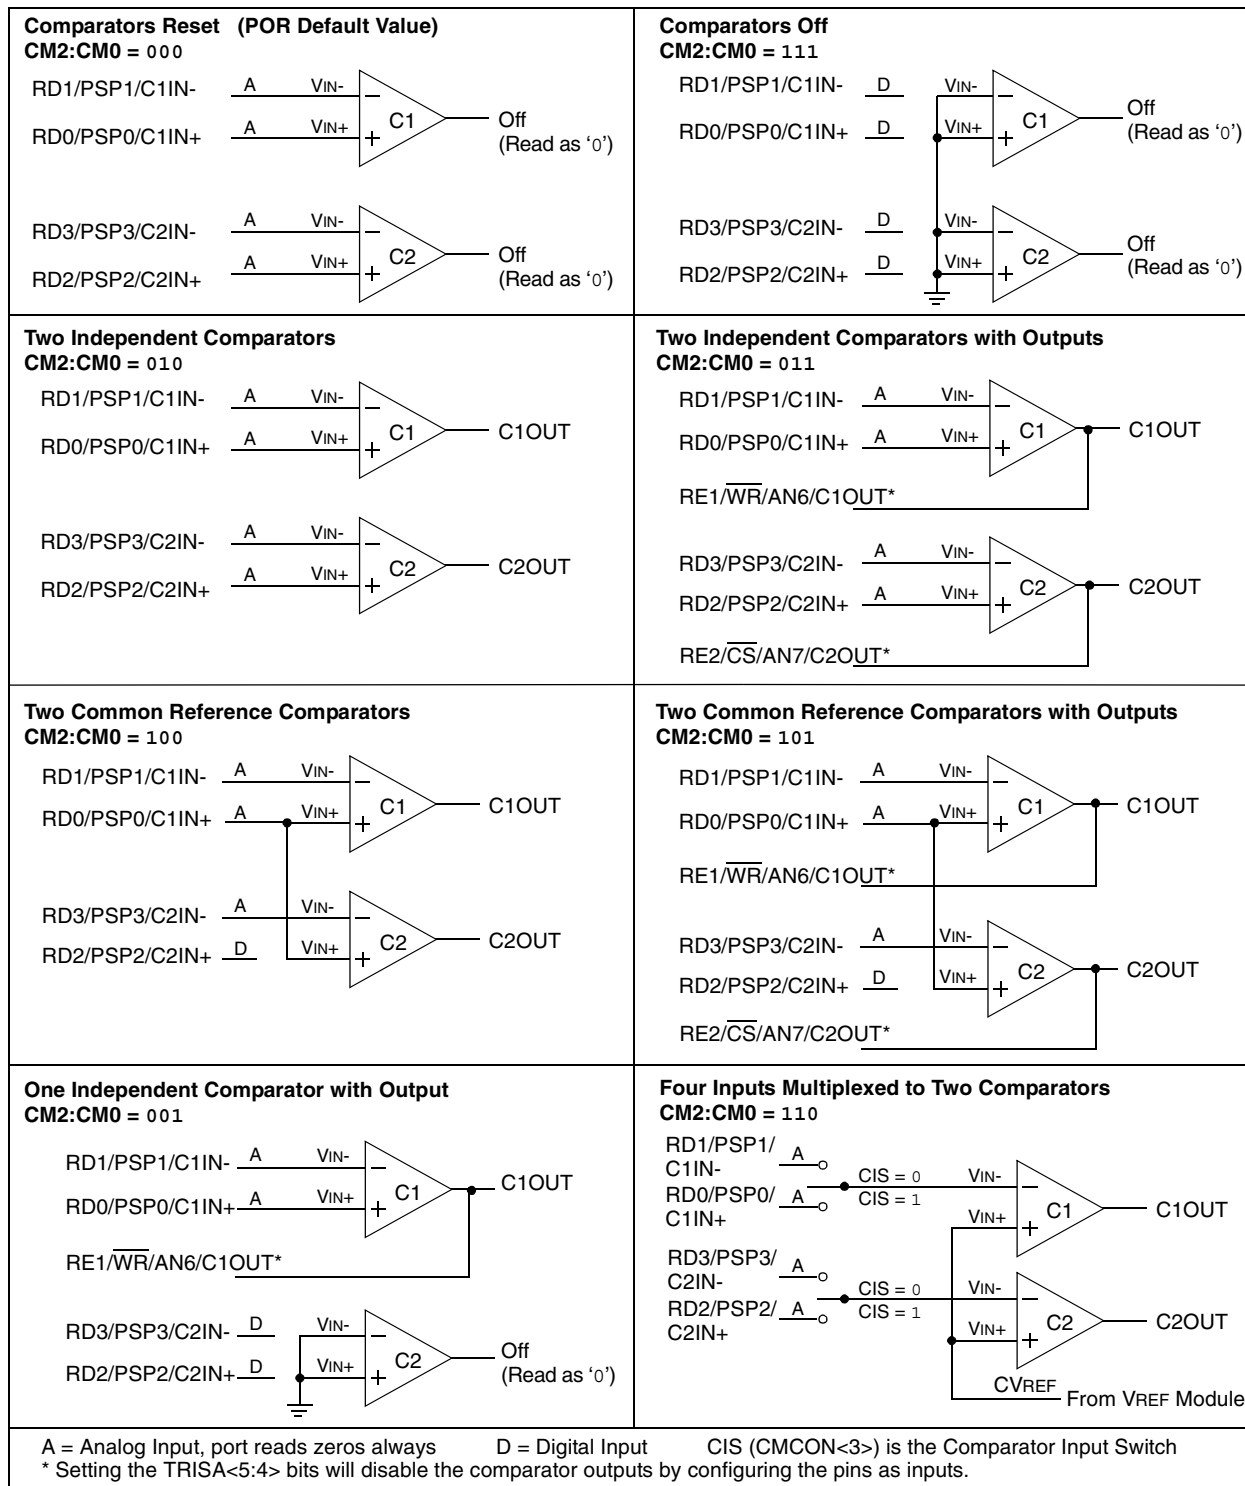 Comparators Reset (POR Default Value)
CM2:CM0 = 000
RD1/PSP1/C1IN- A VIN-
RD0/PSP0/C1IN+ A VIN+
C1
Off
(Read as ‘0’)
RD3/PSP3/C2IN- A VIN-
RD2/PSP2/C2IN+ A VIN+
C2
Off
(Read as ‘0’)
Comparators Off
CM2:CM0 = 111
RD1/PSP1/C1IN- D VIN-
RD0/PSP0/C1IN+ D VIN+
C1
Off
(Read as ‘0’)
RD3/PSP3/C2IN- D VIN-
RD2/PSP2/C2IN+ D VIN+
C2
Off
(Read as ‘0’)
Two Independent Comparators
CM2:CM0 = 010
RD1/PSP1/C1IN- A VIN-
RD0/PSP0/C1IN+ A VIN+
C1
C1OUT
RD3/PSP3/C2IN- A VIN-
RD2/PSP2/C2IN+ A VIN+
C2
C2OUT
Two Independent Comparators with Outputs
CM2:CM0 = 011
RD1/PSP1/C1IN- A VIN-
RD0/PSP0/C1IN+ A VIN+
C1
C1OUT
RE1/WR/AN6/C1OUT*
RD3/PSP3/C2IN- A VIN-
RD2/PSP2/C2IN+ A VIN+
C2
C2OUT
RE2/CS/AN7/C2OUT*
Two Common Reference Comparators
CM2:CM0 = 100
RD1/PSP1/C1IN- A VIN-
RD0/PSP0/C1IN+ A VIN+
C1
C1OUT
RD3/PSP3/C2IN- A VIN-
RD2/PSP2/C2IN+ D VIN+
C2
C2OUT
Two Common Reference Comparators with Outputs
CM2:CM0 = 101
RD1/PSP1/C1IN- A VIN-
RD0/PSP0/C1IN+ A VIN+
C1
C1OUT
RE1/WR/AN6/C1OUT*
RD3/PSP3/C2IN- A VIN-
RD2/PSP2/C2IN+ D VIN+
C2
C2OUT
RE2/CS/AN7/C2OUT*
One Independent Comparator with Output
CM2:CM0 = 001
RD1/PSP1/C1IN- A VIN-
RD0/PSP0/C1IN+ A VIN+
C1
C1OUT
RE1/WR/AN6/C1OUT*
RD3/PSP3/C2IN- D VIN-
RD2/PSP2/C2IN+ D VIN+
C2
Off
(Read as ‘0’)
Four Inputs Multiplexed to Two Comparators
CM2:CM0 = 110
RD1/PSP1/
C1IN- A
RD0/PSP0/
C1IN+ A
CIS = 0 VIN-
CIS = 1
VIN+
C1
C1OUT
RD3/PSP3/
C2IN- A
RD2/PSP2/
C2IN+ A
CIS = 0 VIN-
CIS = 1
VIN+
C2
C2OUT
CVREF
From VREF Module
A = Analog Input, port reads zeros always D = Digital Input CIS (CMCON<3>) is the Comparator Input Switch
* Setting the TRISA<5:4> bits will disable the comparator outputs by configuring the pins as inputs.